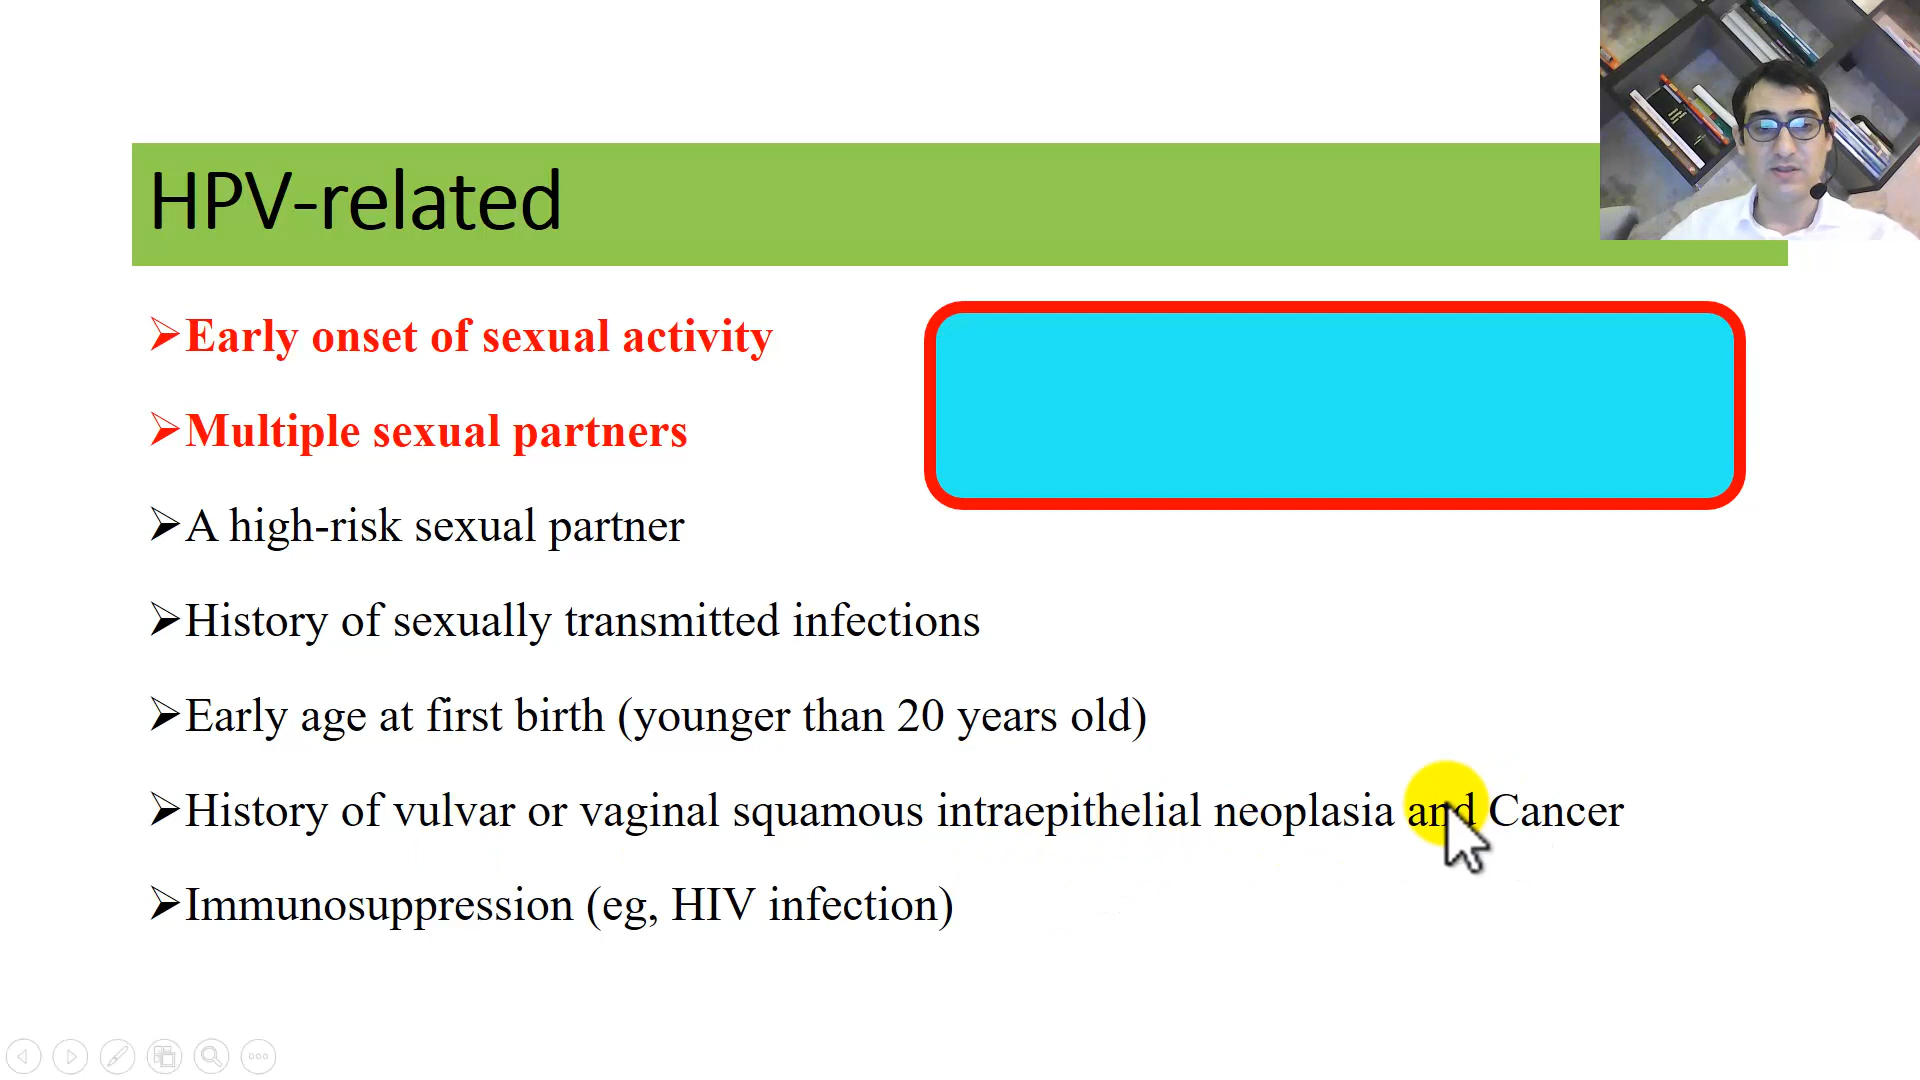 HPV-related
➢Early onset of sexual activity
➢Multiple sexual partners
➢A high-risk sexual partner
➢History of sexually transmitted infections
➢Early age at first birth (younger than 20 years old)
➢History of vulvar or vaginal squamous intraepithelial neoplasia and Cancer
➢Immunosuppression (eg, HIV infection)